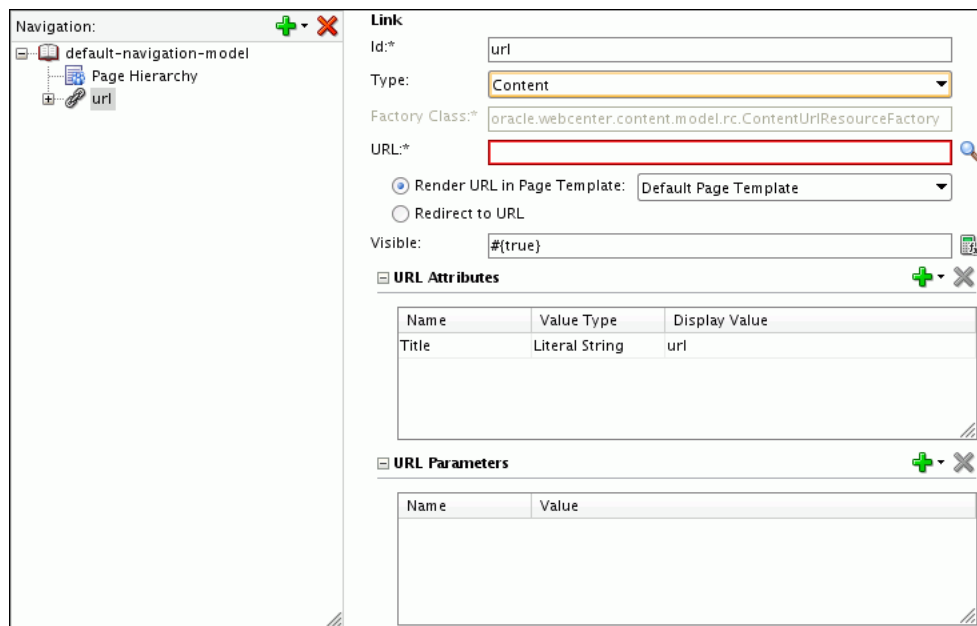 Navigation:
default-navigation-model
Page Hierarchy
url
Link
Id:* url
Type: Content
Factory Class:* oracle.webcenter.content.model.rc.ContentUrlResourceFactory
URL:*
Render URL in Page Template: Default Page Template
Redirect to URL
Visible: #{true}
URL Attributes
Name Value Type Display Value
Title Literal String url
URL Parameters
Name Value